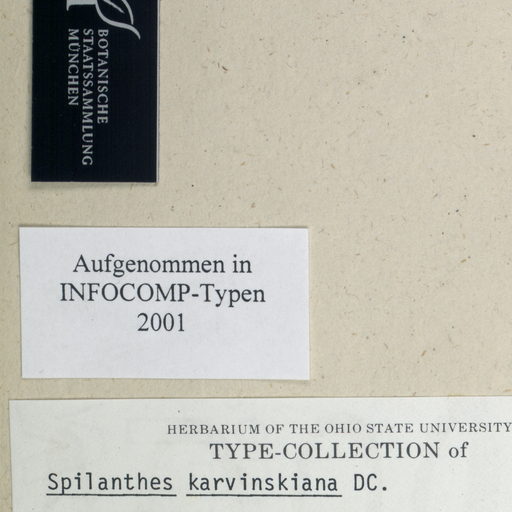 BOTANISCHE
STAATSSAMMLUNG
MÜNCHEN
Aufgenommen in
INFOCOMP-Typen
2001
HERBARIUM OF THE OHIO STATE UNIVERSITY
TYPE-COLLECTION of
Spilanthes karvinskiana DC.